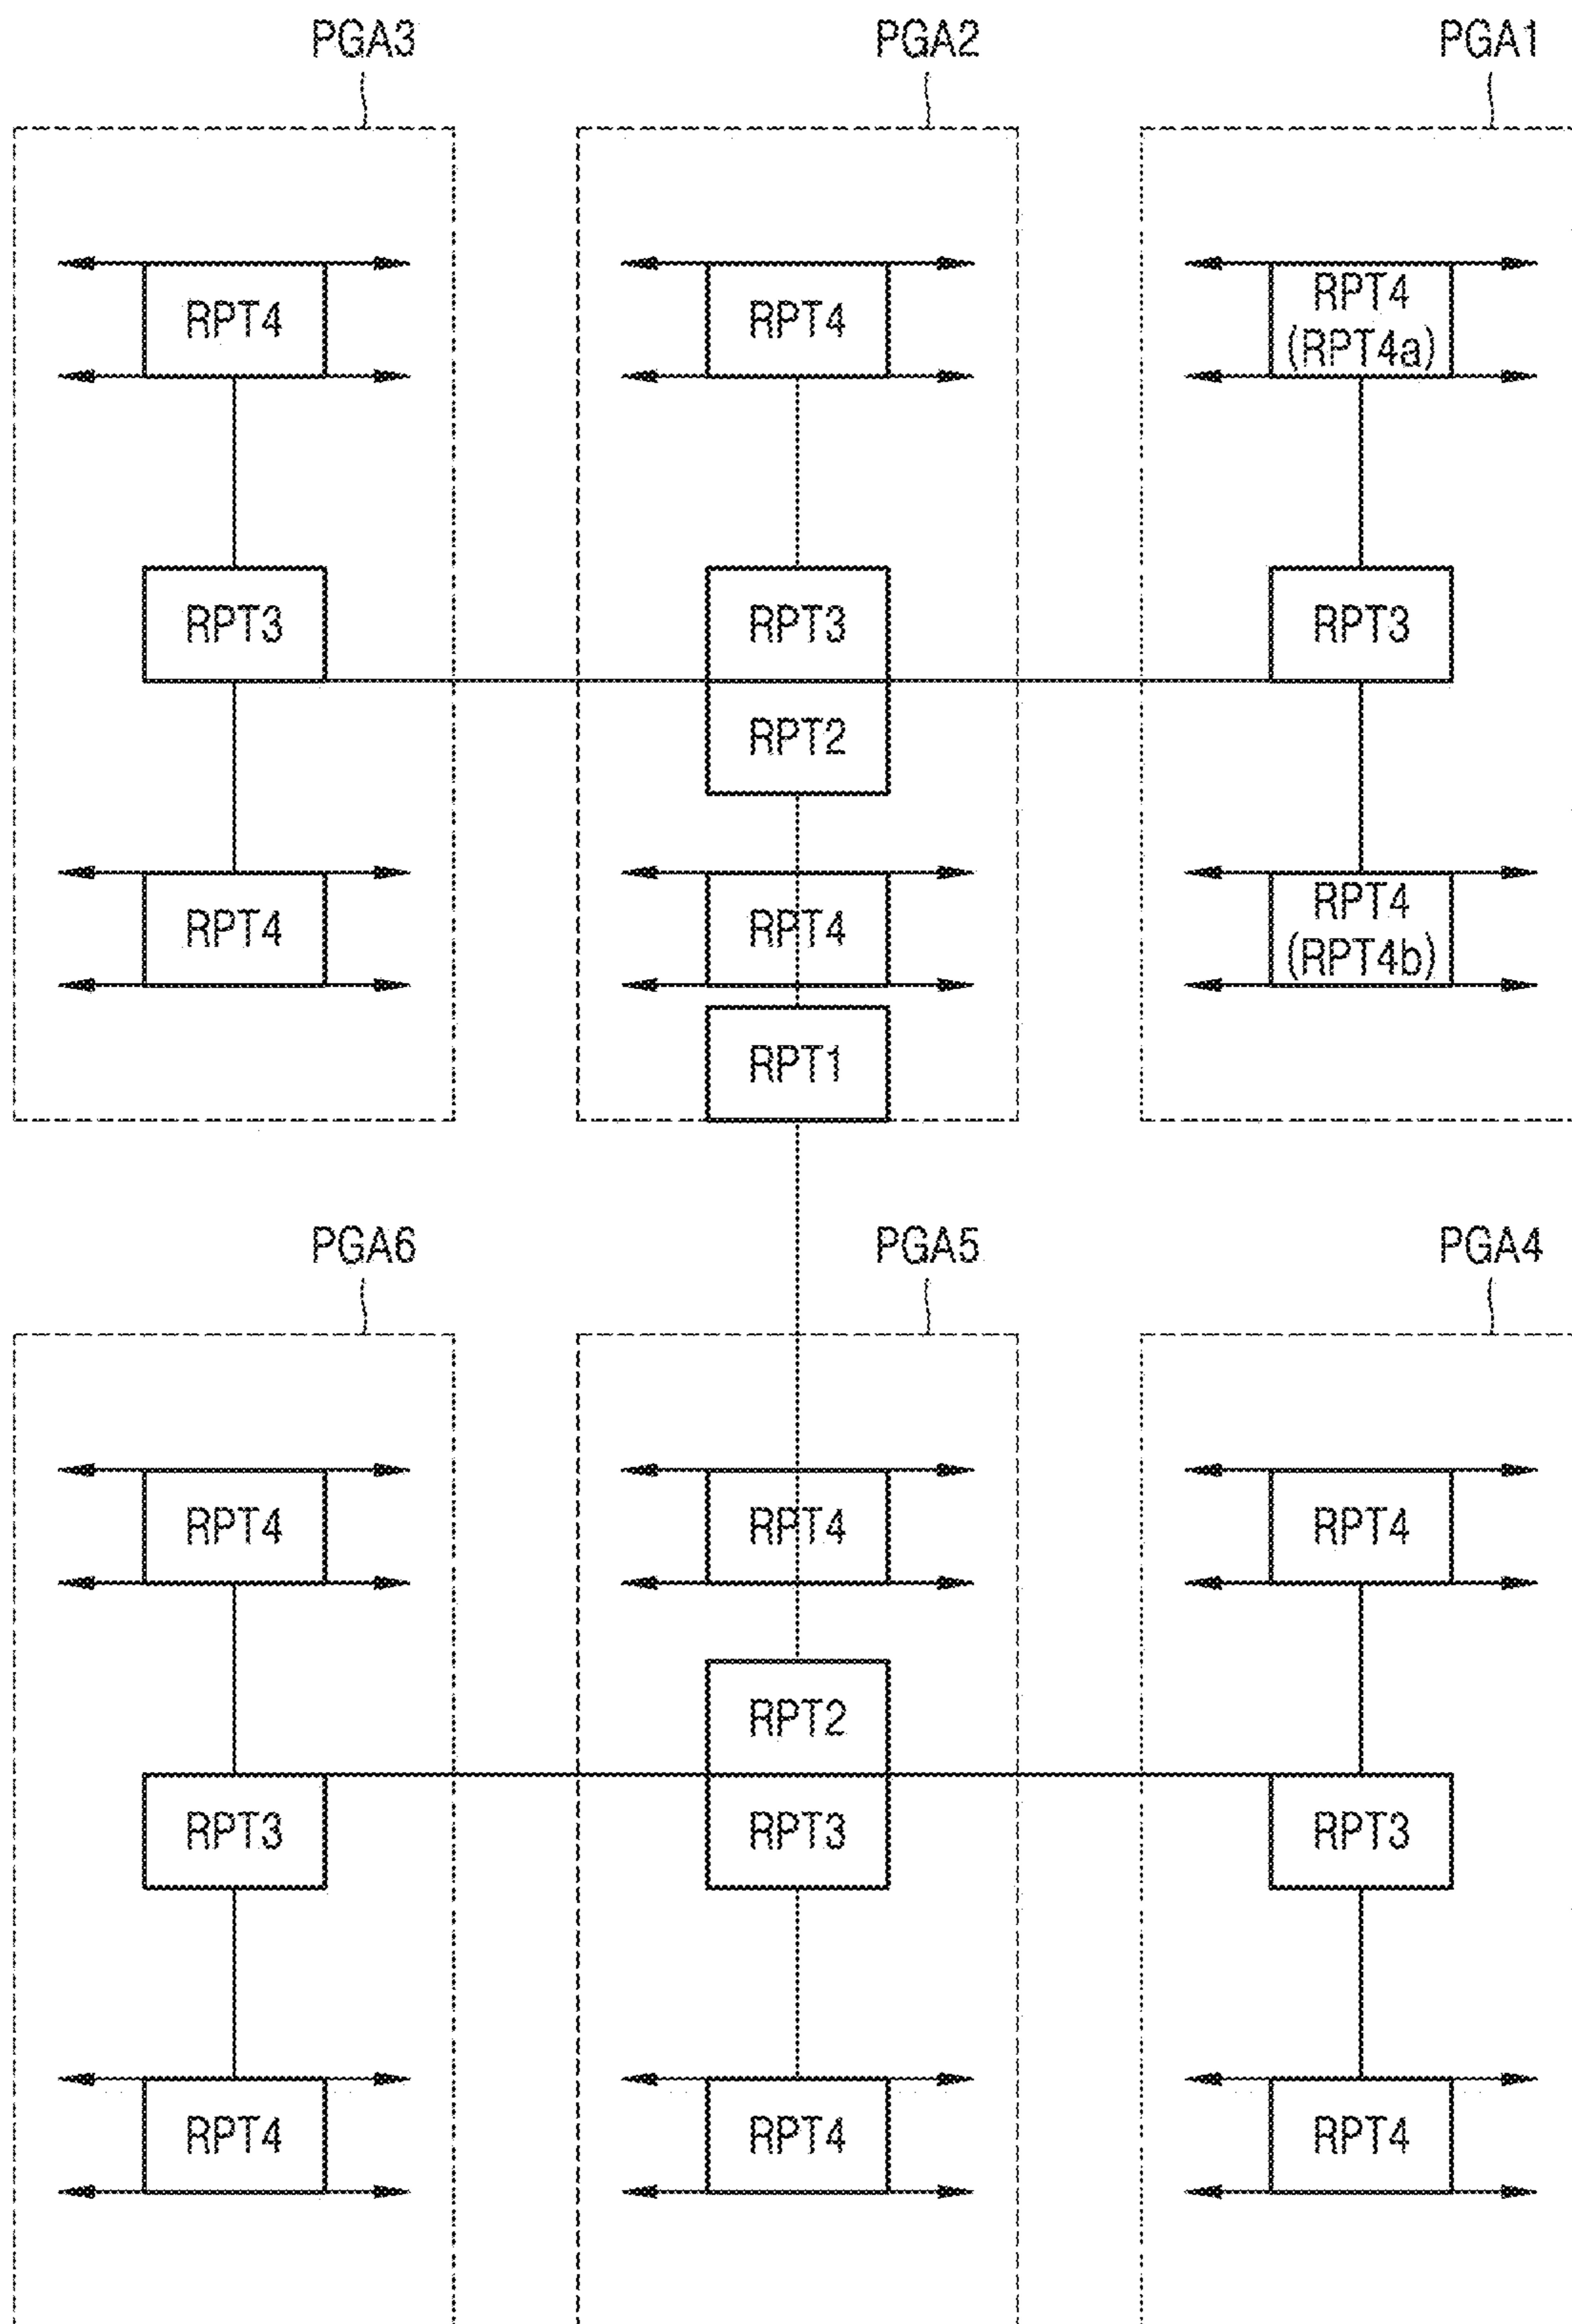 PGA3 PGA2 PGA1
RPT4 RPT4 RPT4
(RPT4a)
RPT3 RPT3 RPT3
RPT2
RPT4 RPT4 RPT4
(RPT4b)
RPT1
PGA6 PGA5 PGA4
RPT4 RPT4 RPT4
RPT2
RPT3 RPT3 RPT3
RPT4 RPT4 RPT4